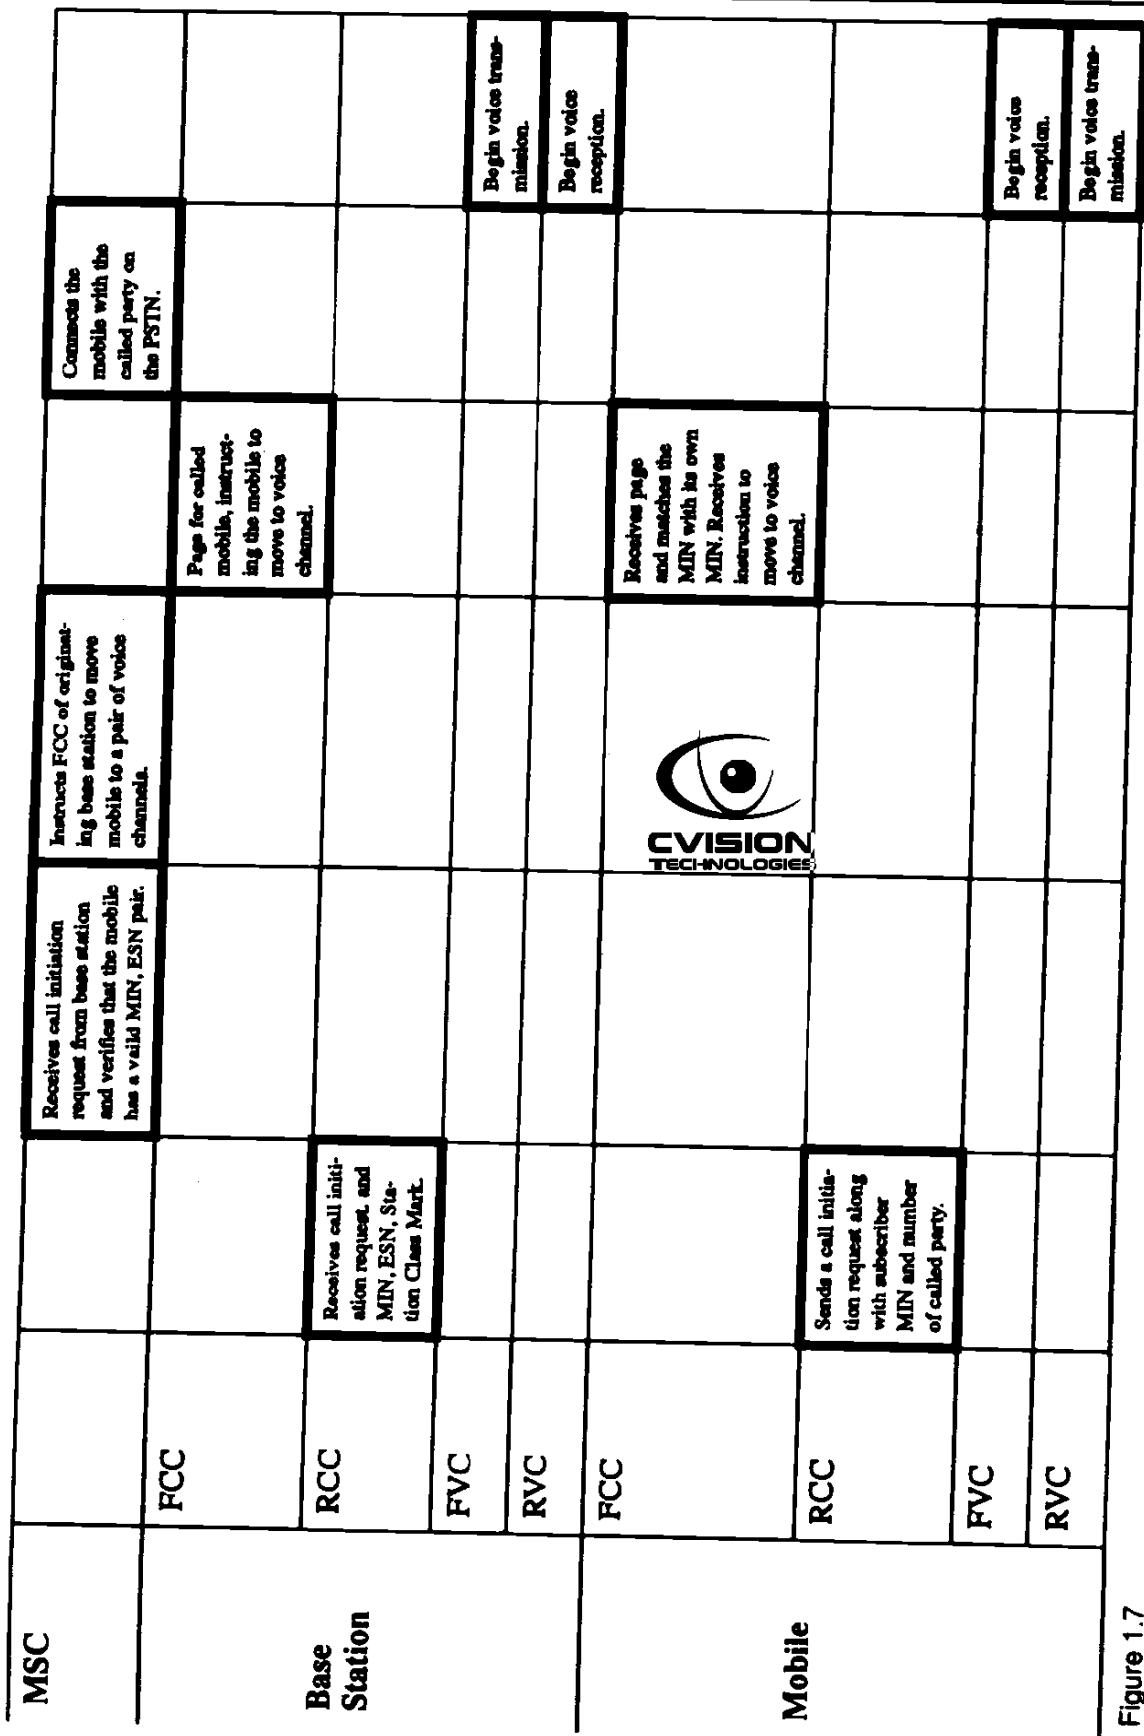 MSC
Receives call initiation
request from base station
and verifies that the mobile
has a vaild MIN, ESN pair.
Instructs FCC of originat-
ing base station to move
mobile to a pair of voice
channels.
Connects the
mobile with the
called party on
the PSTN.
Base
Station
FCC
Page for called
mobile, instruct-
ing the mobile to
move to voice
channel.
RCC
Receives call initi-
ation request and
MIN, ESN, Sta-
tion Class Mark.
FVC
Begin voice trans-
mission.
RVC
Begin voice
reception.
Mobile
FCC
Receives page
and matches the
MIN with its own
MIN. Receives
instruction to
move to voice
channel.
RCC
Sends a call initia-
tion request along
with subscriber
MIN and number
of called party.
FVC
Begin voice
reception.
RVC
Begin voice trans-
mission.
CVISION
TECHNOLOGIES
Figure 1.7